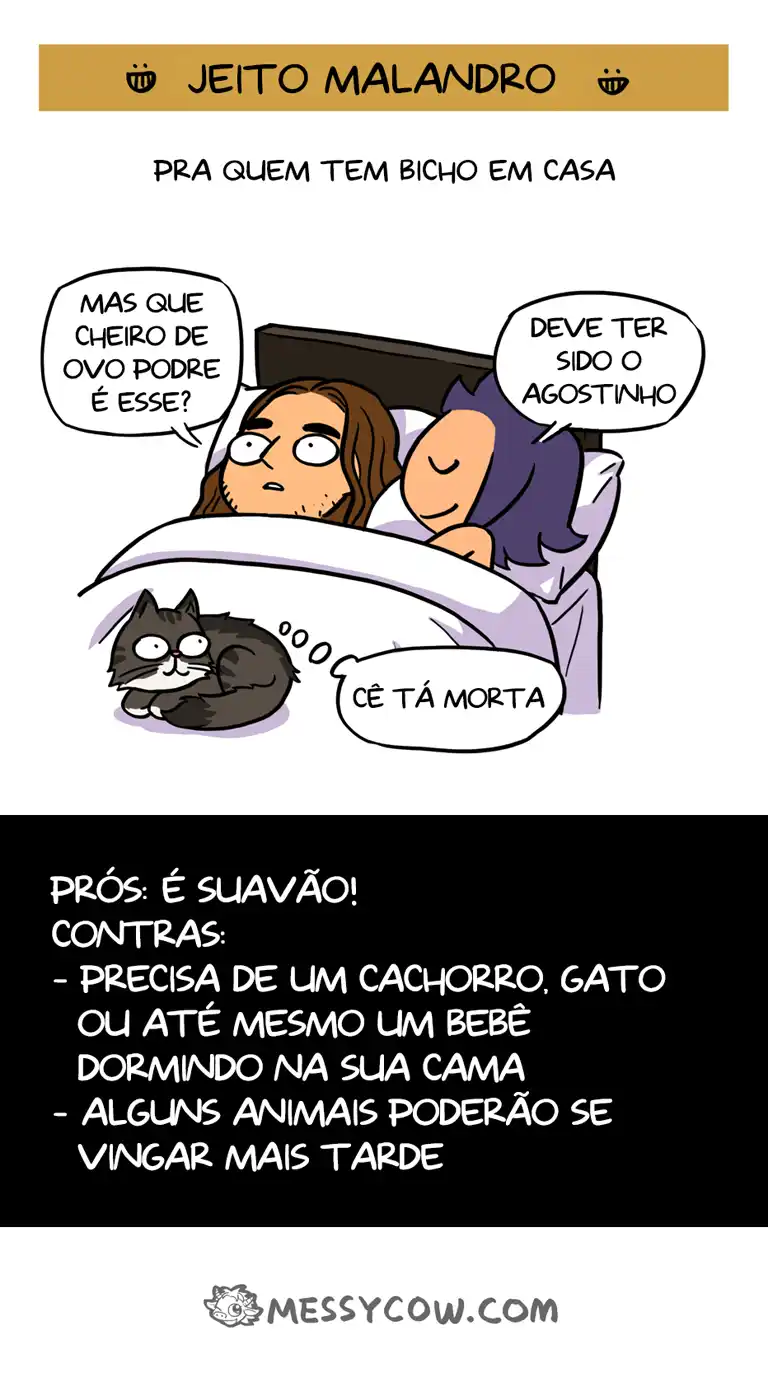 JEITO MALANDRO
PRA QUEM TEM BICHO EM CASA
MAS QUE
CHEIRO DE
OVO PODRE
É ESSE?
DEVE TER
SIDO O
AGOSTINHO
CÊ TÁ MORTA
PRÓS: É SUAVÃO!
CONTRAS:
- PRECISA DE UM CACHORRO, GATO
OU ATÉ MESMO UM BEBÊ
DORMINDO NA SUA CAMA
- ALGUNS ANIMAIS PODERÃO SE
VINGAR MAIS TARDE
MESSYCOW.COM